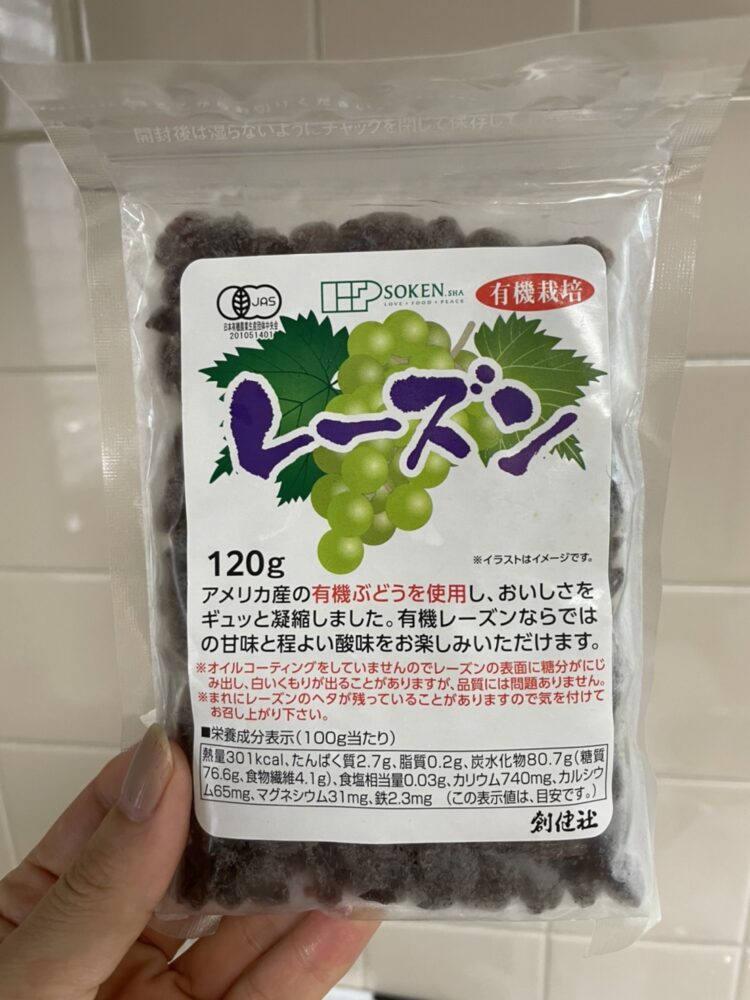 開封後は湿らないようにチャックを閉じて保存して
JAS
日本有機農業生産団体中央会
201051401
SOKEN.SHA
LOVE • FOOD • PEACE
有機栽培
レーズン
120g
※イラストはイメージです。
アメリカ産の有機ぶどうを使用し、おいしさを
ギュッと凝縮しました。有機レーズンならでは
の甘味と程よい酸味をお楽しみいただけます。
※オイルコーティングをしていませんのでレーズンの表面に糖分がにじ
み出し、白いくもりが出ることがありますが、品質には問題ありません。
※まれにレーズンのヘタが残っていることがありますので気を付けて
お召し上がり下さい。
■栄養成分表示(100g当たり)
熱量301kcal、たんぱく質2.7g、脂質0.2g、炭水化物80.7g(糖質
76.6g、食物繊維4.1g)、食塩相当量0.03g、カリウム740mg、カルシウ
ム65mg、マグネシウム31mg、鉄2.3mg (この表示値は、目安です。)
創健社